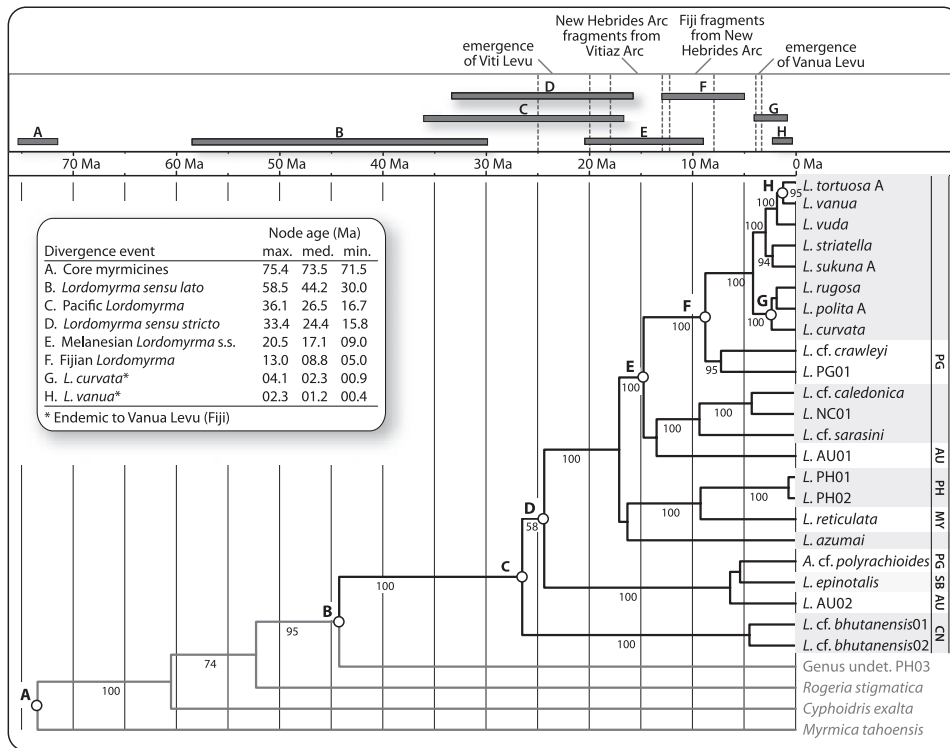 emergence of Viti Levu
New Hebrides Arc fragments from Vitiaz Arc
Fiji fragments from New Hebrides Arc
emergence of Vanua Levu
D
F
C
G
A
B
E
H
70 Ma 60 Ma 50 Ma 40 Ma 30 Ma 20 Ma 10 Ma 0 Ma
Node age (Ma)
Divergence event max. med. min.
A. Core myrmicines 75.4 73.5 71.5
B. Lordomyrma sensu lato 58.5 44.2 30.0
C. Pacific Lordomyrma 36.1 26.5 16.7
D. Lordomyrma sensu stricto 33.4 24.4 15.8
E. Melanesian Lordomyrma s.s. 20.5 17.1 09.0
F. Fijian Lordomyrma 13.0 08.8 05.0
G. L. curvata* 04.1 02.3 00.9
H. L. vanua* 02.3 01.2 00.4
* Endemic to Vanua Levu (Fiji)
H
95
L. tortuosa A
100
L. vanua
100
L. vuda
L. striatella
94
L. sukuna A
100
L. rugosa
G
L. polita A
100
L. curvata
F
100
L. cf. crawleyi
95
L. PG01
PG
E
100
L. cf. caledonica
100
L. NC01
100
L. cf. sarasini
L. AU01
AU
100
L. PH01
100
L. PH02
PH
100
L. reticulata
MY
L. azumai
D
58
A. cf. polyrachioides
PG
L. epinotalis
SB
100
L. AU02
AU
C
100
L. cf. bhutanensis01
100
L. cf. bhutanensis02
CN
B
95
Genus undet. PH03
74
Rogeria stigmatica
100
Cyphoidris exalta
A
Myrmica tahoensis